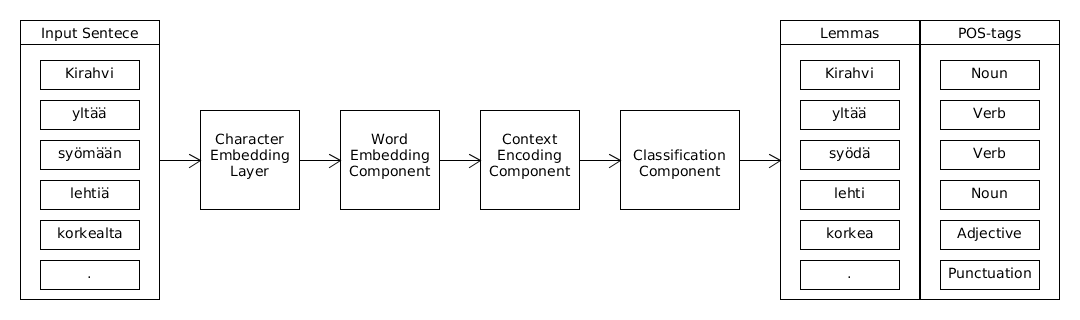 Input Sentece
Kirahvi
yltää
syömään
lehtiä
korkealta
.
Character
Embedding
Layer
Word
Embedding
Component
Context
Encoding
Component
Classification
Component
Lemmas
Kirahvi
yltää
syödä
lehti
korkea
.
POS-tags
Noun
Verb
Verb
Noun
Adjective
Punctuation